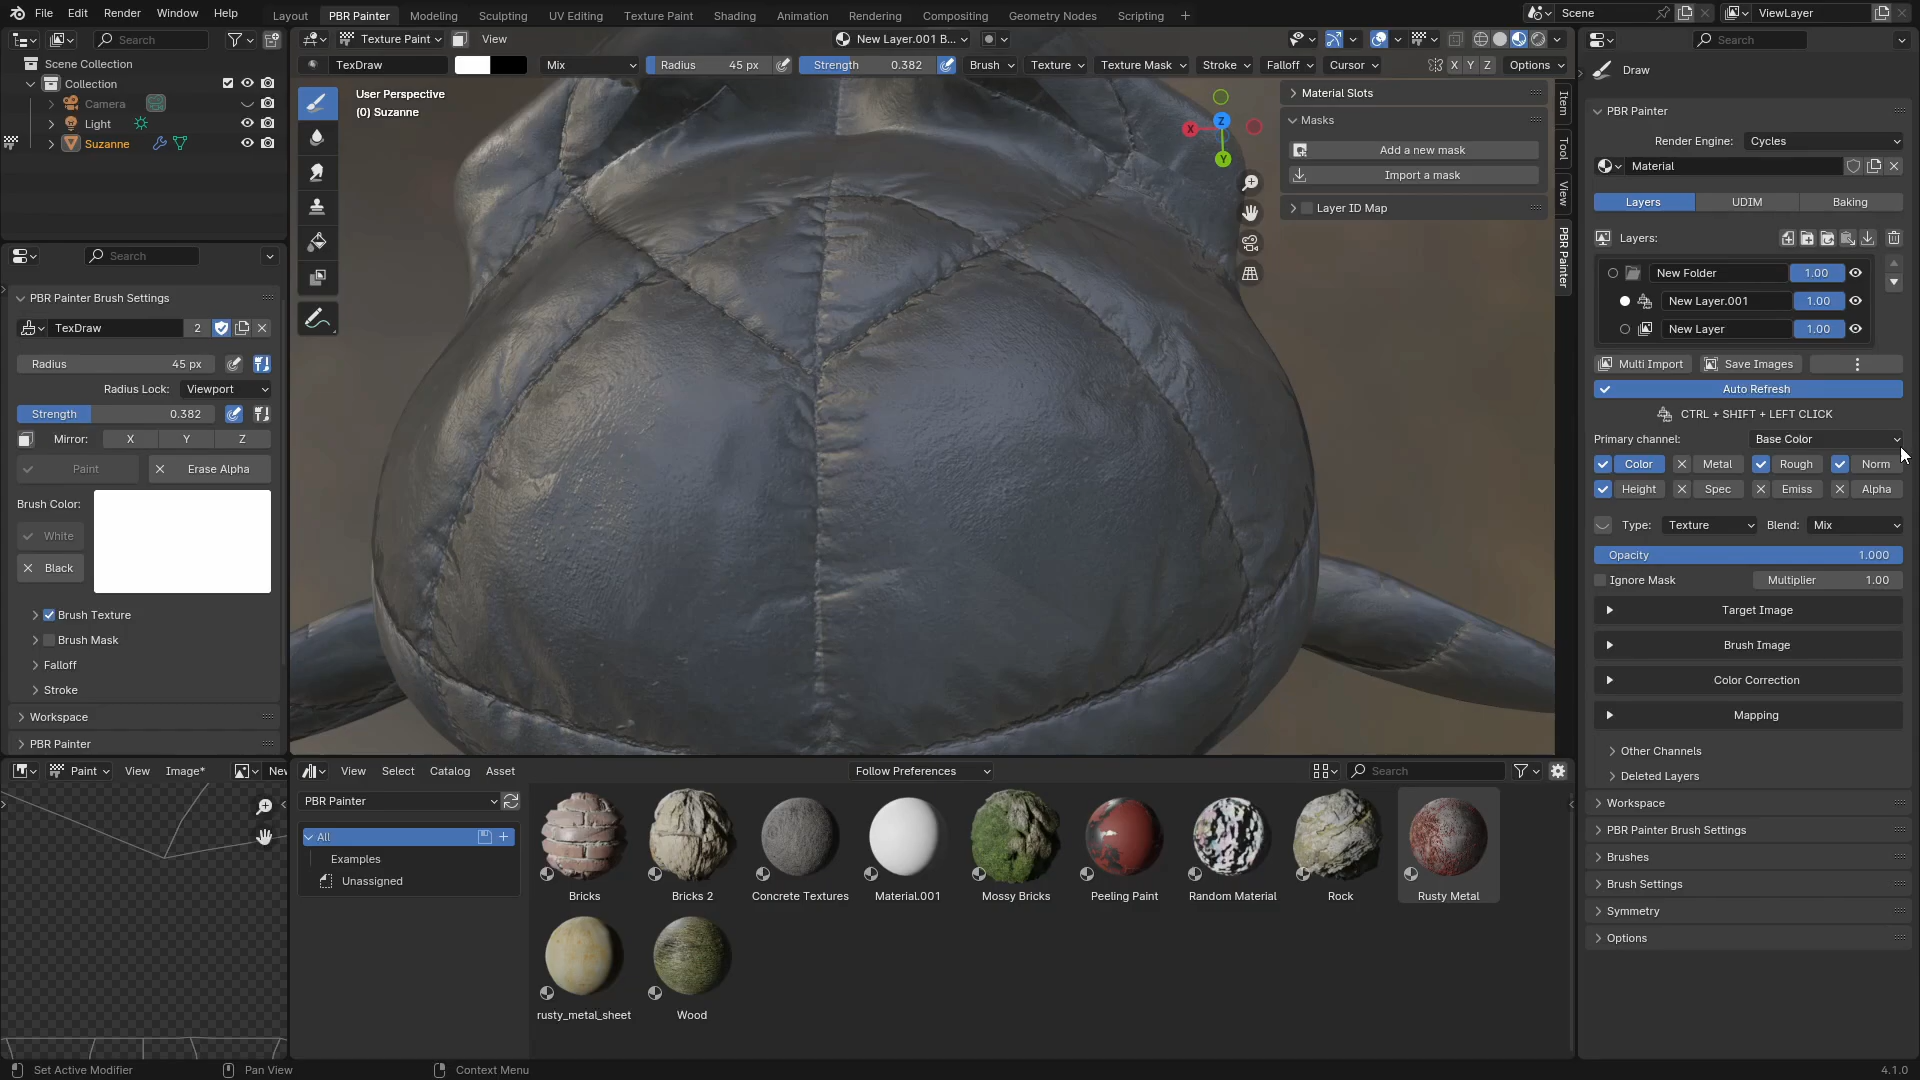 File Edit Render Window Help
Layout PBR Painter Modeling Sculpting UV Editing Texture Paint Shading Animation Rendering Compositing Geometry Nodes Scripting
Scene ViewLayer
Search
Scene Collection
Collection
Camera
Light
Suzanne
Texture Paint View New Layer.001 B...
TexDraw Mix Radius 45 px Strength 0.382 Brush Texture Texture Mask Stroke Falloff Cursor X Y Z Options
User Perspective
(0) Suzanne
X Z Y
Material Slots
Masks
Add a new mask
Import a mask
Layer ID Map
Item
Tool
View
PBR Painter
Search
PBR Painter Brush Settings
TexDraw 2
Radius 45 px
Radius Lock: Viewport
Strength 0.382
Mirror: X Y Z
Paint Erase Alpha
Brush Color:
White
Black
Brush Texture
Brush Mask
Falloff
Stroke
Workspace
PBR Painter
Paint View Image* New
View Select Catalog Asset Follow Preferences Search
PBR Painter
All
Examples
Unassigned
Bricks Bricks 2 Concrete Textures Material.001 Mossy Bricks Peeling Paint Random Material Rock Rusty Metal
rusty_metal_sheet Wood
Search
Draw
PBR Painter
Render Engine: Cycles
Material
Layers UDIM Baking
Layers:
New Folder 1.00
New Layer.001 1.00
New Layer 1.00
Multi Import Save Images
Auto Refresh
CTRL + SHIFT + LEFT CLICK
Primary channel: Base Color
Color Metal Rough Norm
Height Spec Emiss Alpha
Type: Texture Blend: Mix
Opacity 1.000
Ignore Mask Multiplier 1.00
Target Image
Brush Image
Color Correction
Mapping
Other Channels
Deleted Layers
Workspace
PBR Painter Brush Settings
Brushes
Brush Settings
Symmetry
Options
Set Active Modifier Pan View Context Menu 4.1.0